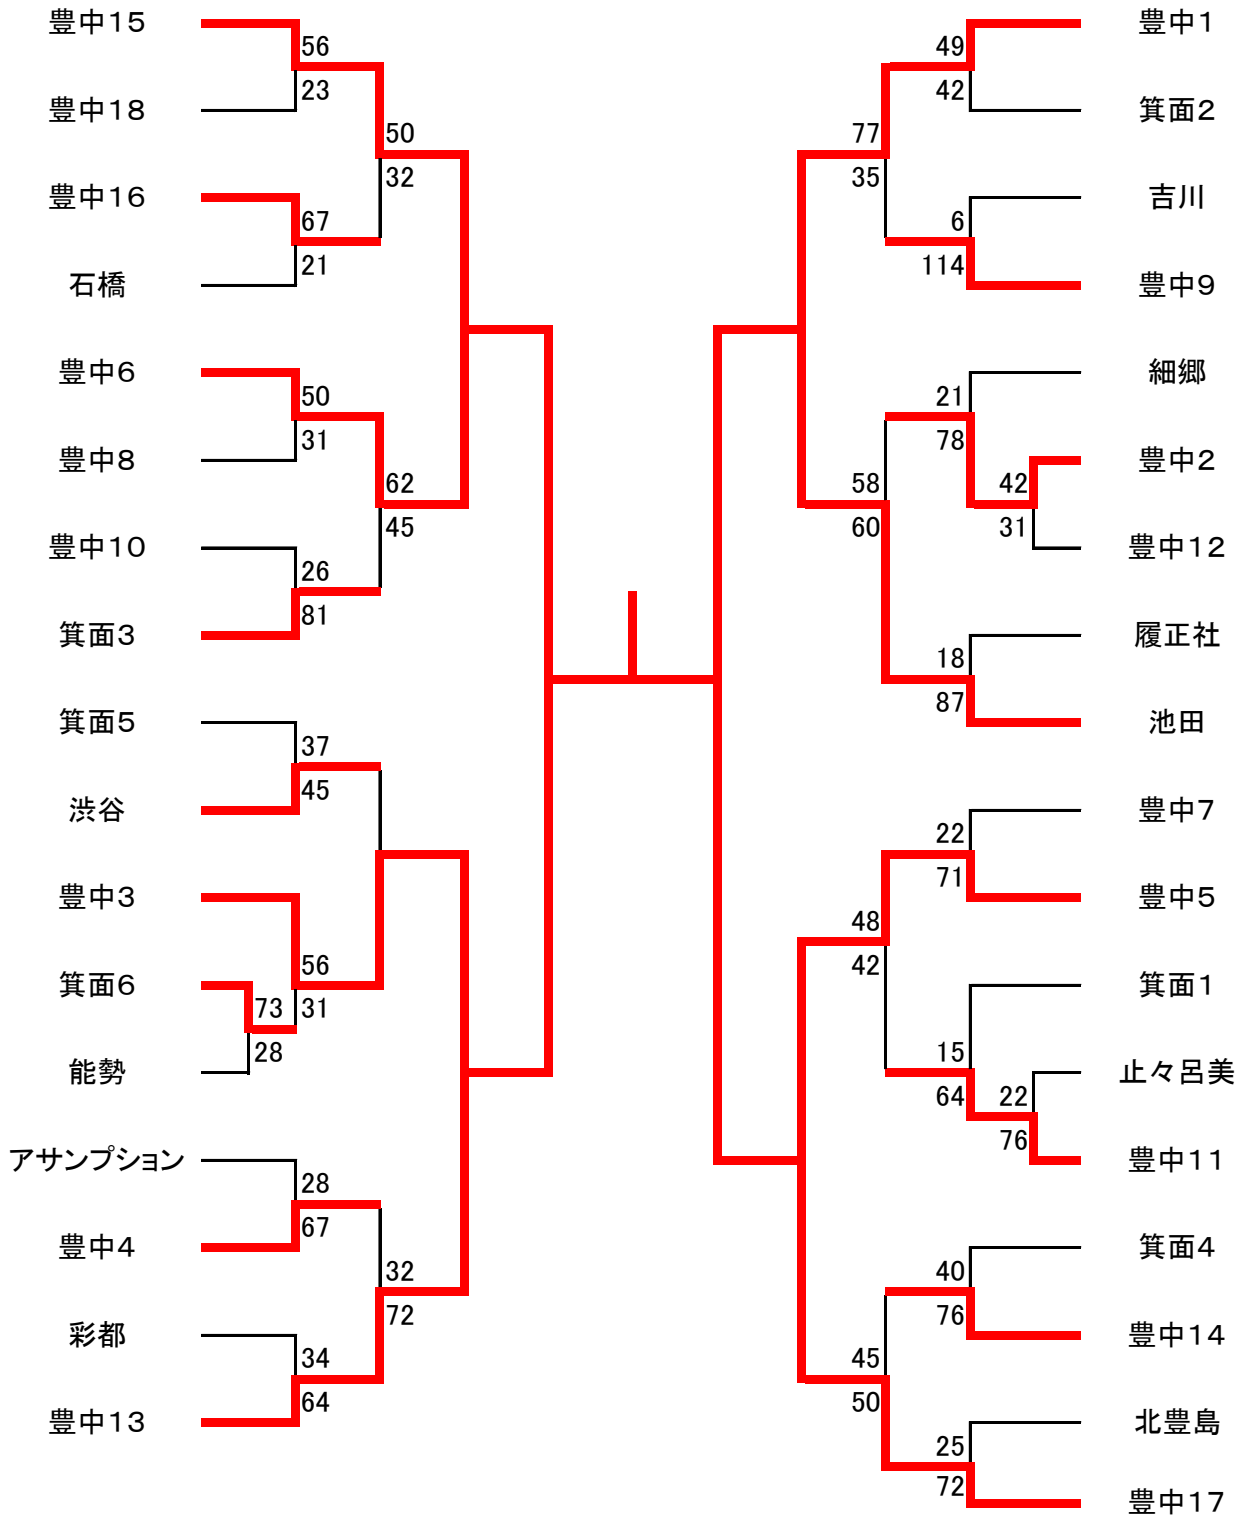 豊中１５
56
23
豊中１８
50
32
豊中１６
67
21
石橋
豊中６
50
31
豊中８
62
45
豊中１０
26
81
箕面３
箕面５
37
45
渋谷
豊中３
56
31
箕面６
73
28
能勢
アサンプション
28
67
豊中４
32
72
彩都
34
64
豊中１３
豊中１
49
42
箕面２
77
35
吉川
6
114
豊中９
細郷
21
78
豊中２
42
31
豊中１２
58
60
履正社
18
87
池田
豊中７
22
71
豊中５
48
42
箕面１
15
64
止々呂美
22
76
豊中１１
箕面４
40
76
豊中１４
45
50
北豊島
25
72
豊中１７